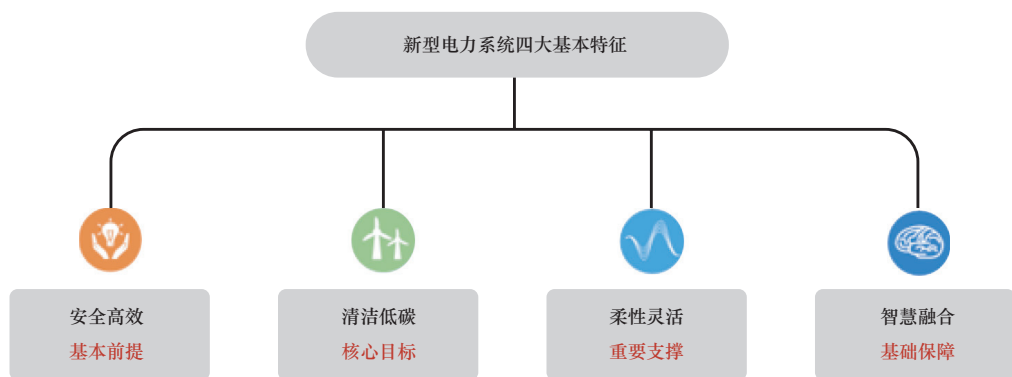 新型电力系统四大基本特征
安全高效
基本前提
清洁低碳
核心目标
柔性灵活
重要支撑
智慧融合
基础保障